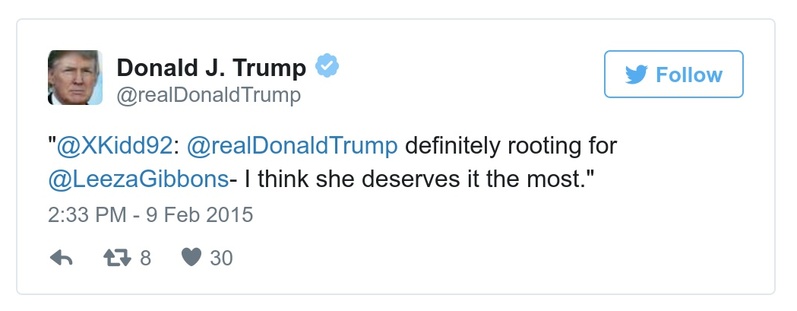 Donald J. Trump
@realDonaldTrump
Follow
"@XKidd92: @realDonaldTrump definitely rooting for
@LeezaGibbons- I think she deserves it the most."
2:33 PM - 9 Feb 2015
8 30